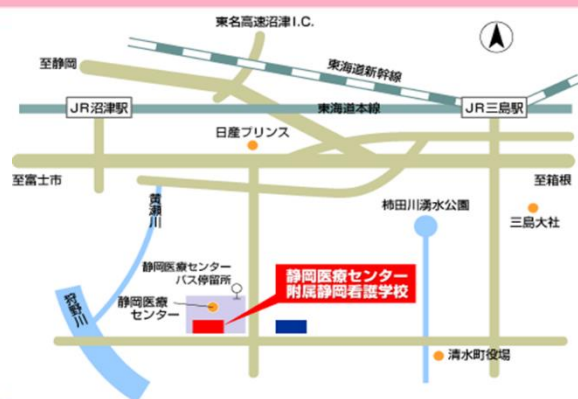 東名高速沼津I.C.
至静岡
東海道新幹線
JR沼津駅
東海道本線
JR三島駅
日産プリンス
至富士市
至箱根
黄瀬川
柿田川湧水公園
三島大社
静岡医療センター
バス停留所
静岡医療センター
附属静岡看護学校
静岡医療
センター
狩野川
清水町役場